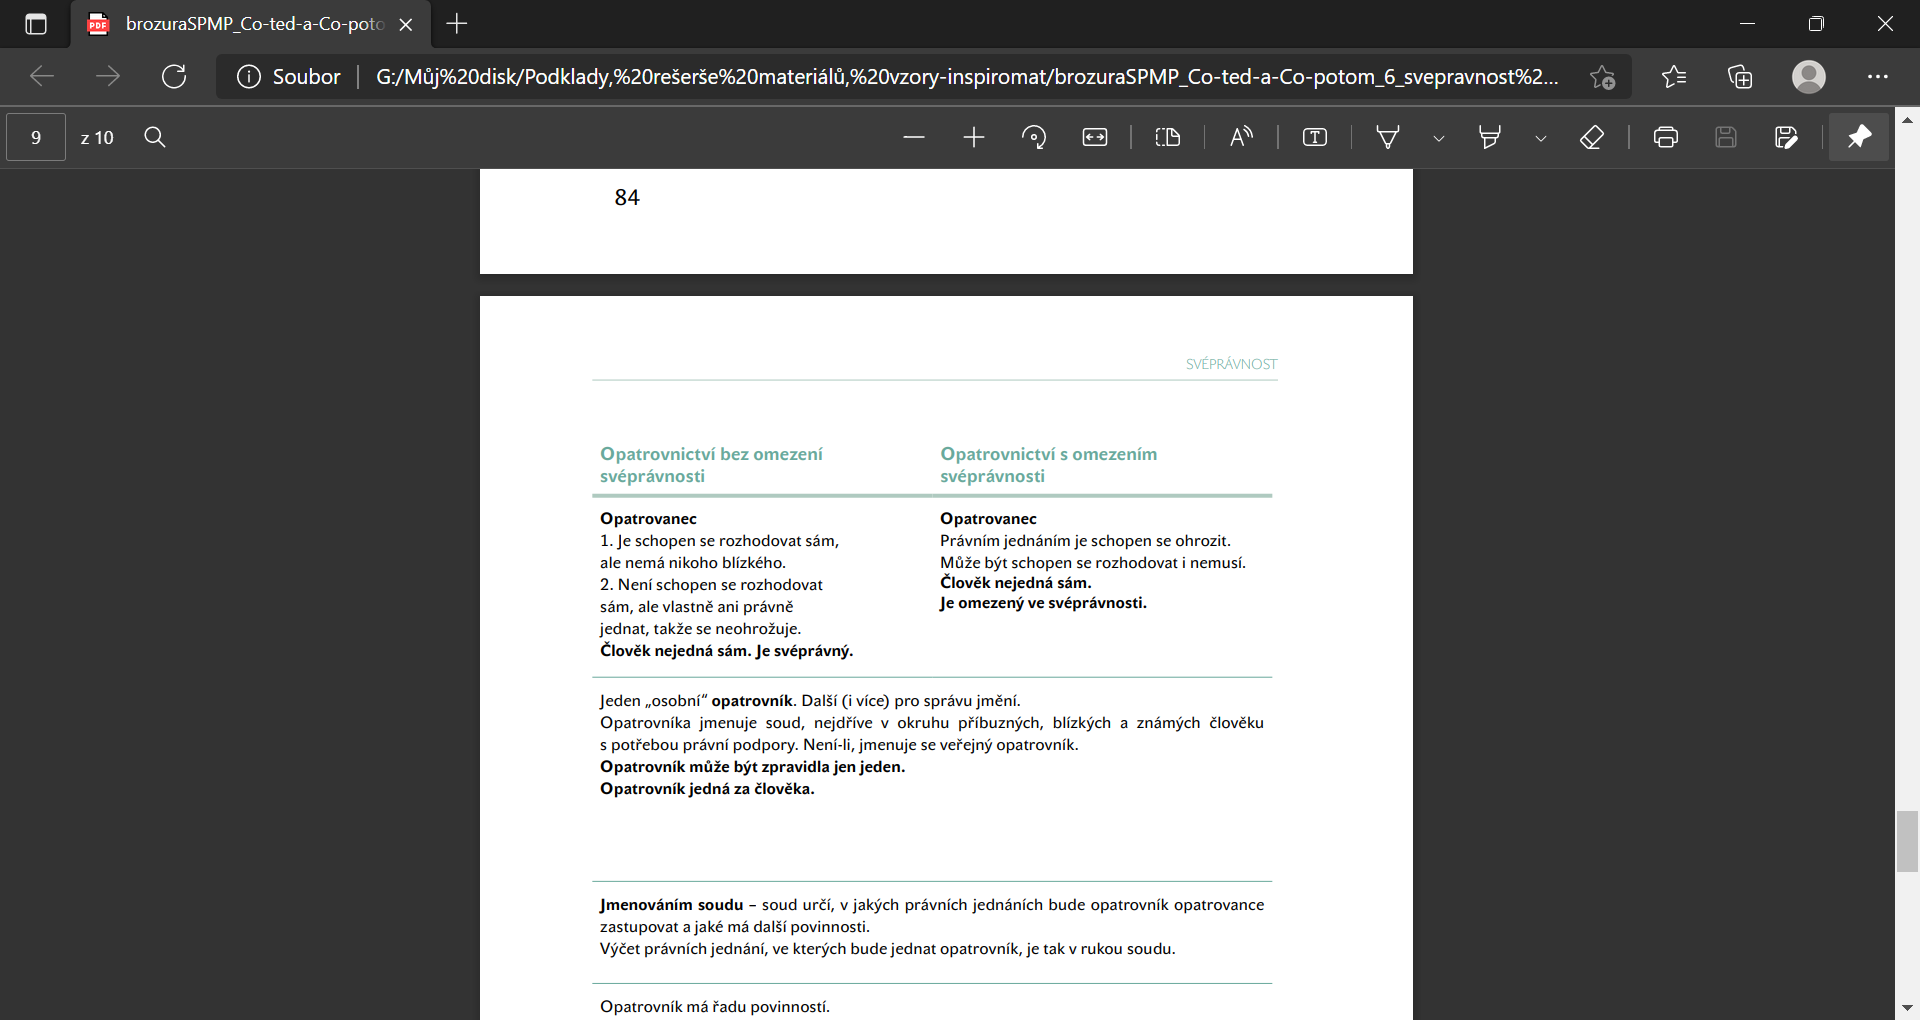 brozuraSPMP_Co-ted-a-Co-poto
Soubor
G:/Můj%20disk/Podklady,%20rešerše%20materiálů,%20vzory-inspiromat/brozuraSPMP_Co-ted-a-Co-potom_6_svepravnost%2...
9 z 10
84
SVÉPRÁVNOST
Opatrovnictví bez omezení
svéprávnosti
Opatrovnictví s omezením
svéprávnosti
Opatrovanec
1. Je schopen se rozhodovat sám,
ale nemá nikoho blízkého.
2. Není schopen se rozhodovat
sám, ale vlastně ani právně
jednat, takže se neohrožuje.
Člověk nejedná sám. Je svéprávný.
Opatrovanec
Právním jednáním je schopen se ohrozit.
Může být schopen se rozhodovat i nemusí.
Člověk nejedná sám.
Je omezený ve svéprávnosti.
Jeden „osobní“ opatrovník. Další (i více) pro správu jmění.
Opatrovníka jmenuje soud, nejdříve v okruhu příbuzných, blízkých a známých člověku
s potřebou právní podpory. Není-li, jmenuje se veřejný opatrovník.
Opatrovník může být zpravidla jen jeden.
Opatrovník jedná za člověka.
Jmenováním soudu – soud určí, v jakých právních jednáních bude opatrovník opatrovance
zastupovat a jaké má další povinnosti.
Výčet právních jednání, ve kterých bude jednat opatrovník, je tak v rukou soudu.
Opatrovník má řadu povinností.